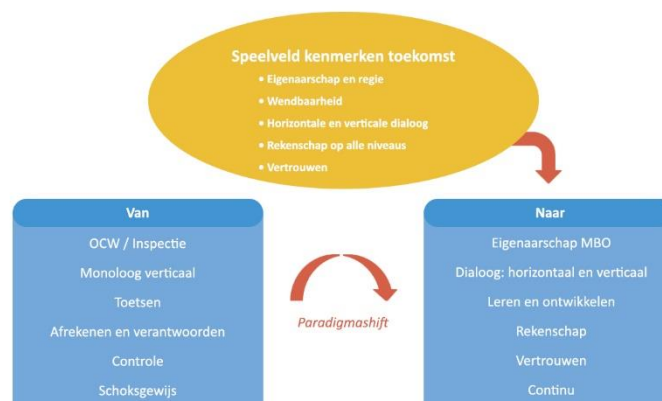 Speelveld kenmerken toekomst
• Eigenaarschap en regie
• Wendbaarheid
• Horizontale en verticale dialoog
• Rekenschap op alle niveaus
• Vertrouwen
Van
OCW / Inspectie
Monoloog verticaal
Toetsen
Afrekenen en verantwoorden
Controle
Schoksgewijs
Paradigmashift
Naar
Eigenaarschap MBO
Dialoog: horizontaal en verticaal
Leren en ontwikkelen
Rekenschap
Vertrouwen
Continu